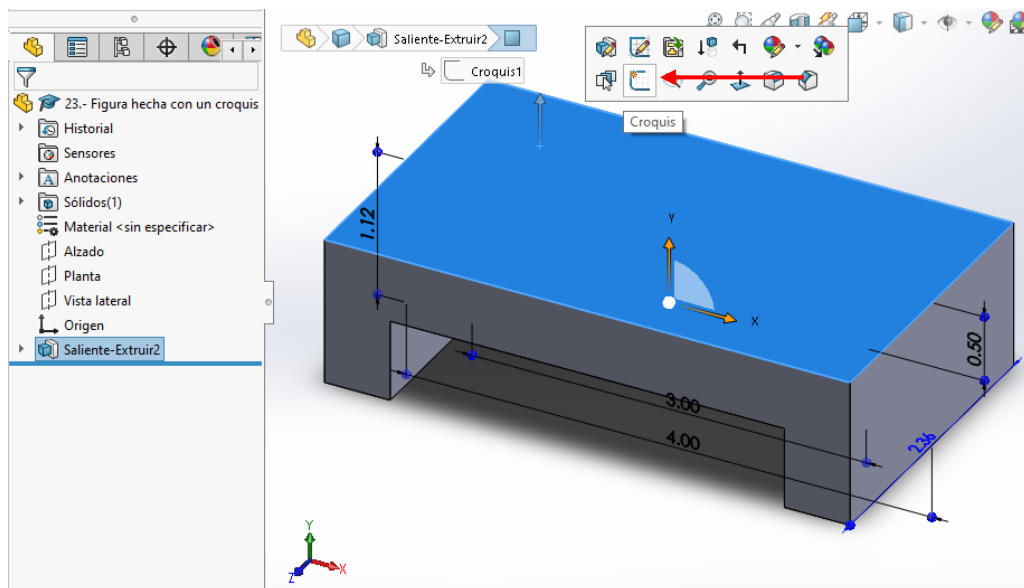 Saliente-Extruir2
Croquis1
23.- Figura hecha con un croquis
Historial
Sensores
Anotaciones
Sólidos(1)
Material <sin especificar>
Alzado
Planta
Vista lateral
Origen
Saliente-Extruir2
Croquis
1.12
Y
X
0.50
3.00
4.00
2.36
Y
X
Z